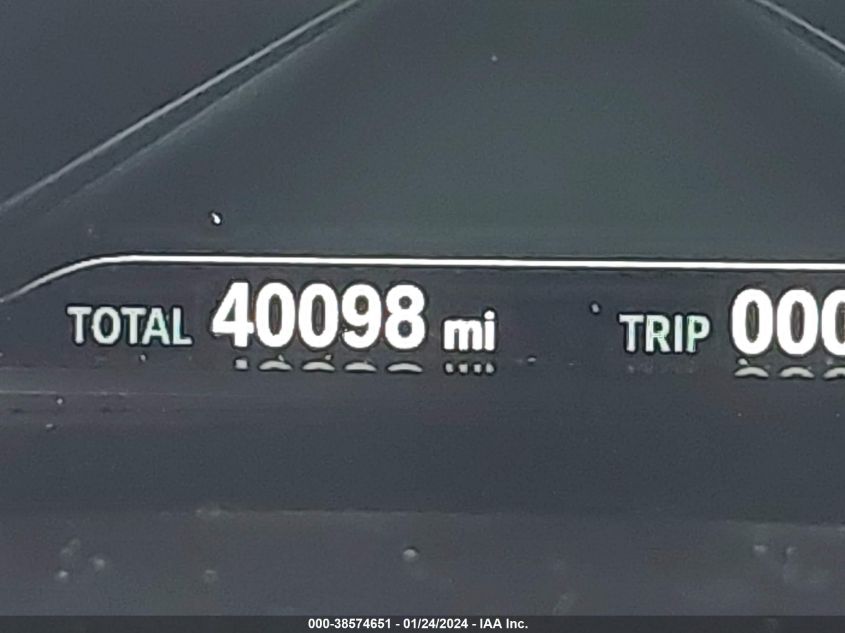 TOTAL 40098 mi TRIP 000
000-38574651 - 01/24/2024 - IAA Inc.